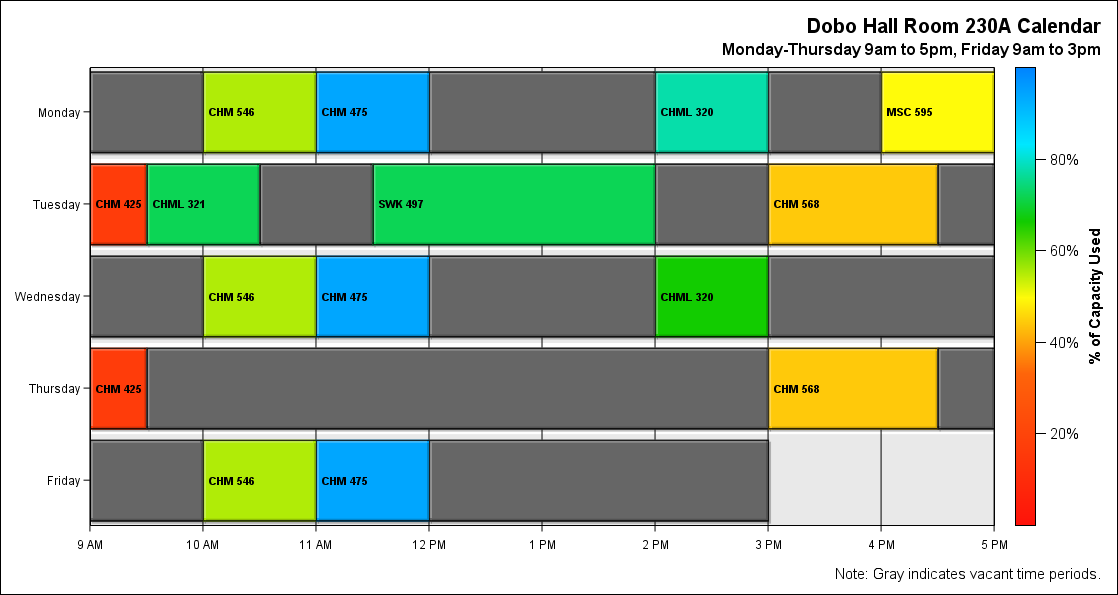 Dobo Hall Room 230A Calendar
Monday-Thursday 9am to 5pm, Friday 9am to 3pm
Monday
CHM 546
CHM 475
CHML 320
MSC 595
Tuesday
CHM 425
CHML 321
SWK 497
CHM 568
Wednesday
CHM 546
CHM 475
CHML 320
Thursday
CHM 425
CHM 568
Friday
CHM 546
CHM 475
9 AM
10 AM
11 AM
12 PM
1 PM
2 PM
3 PM
4 PM
5 PM
80%
60%
40%
20%
% of Capacity Used
Note: Gray indicates vacant time periods.